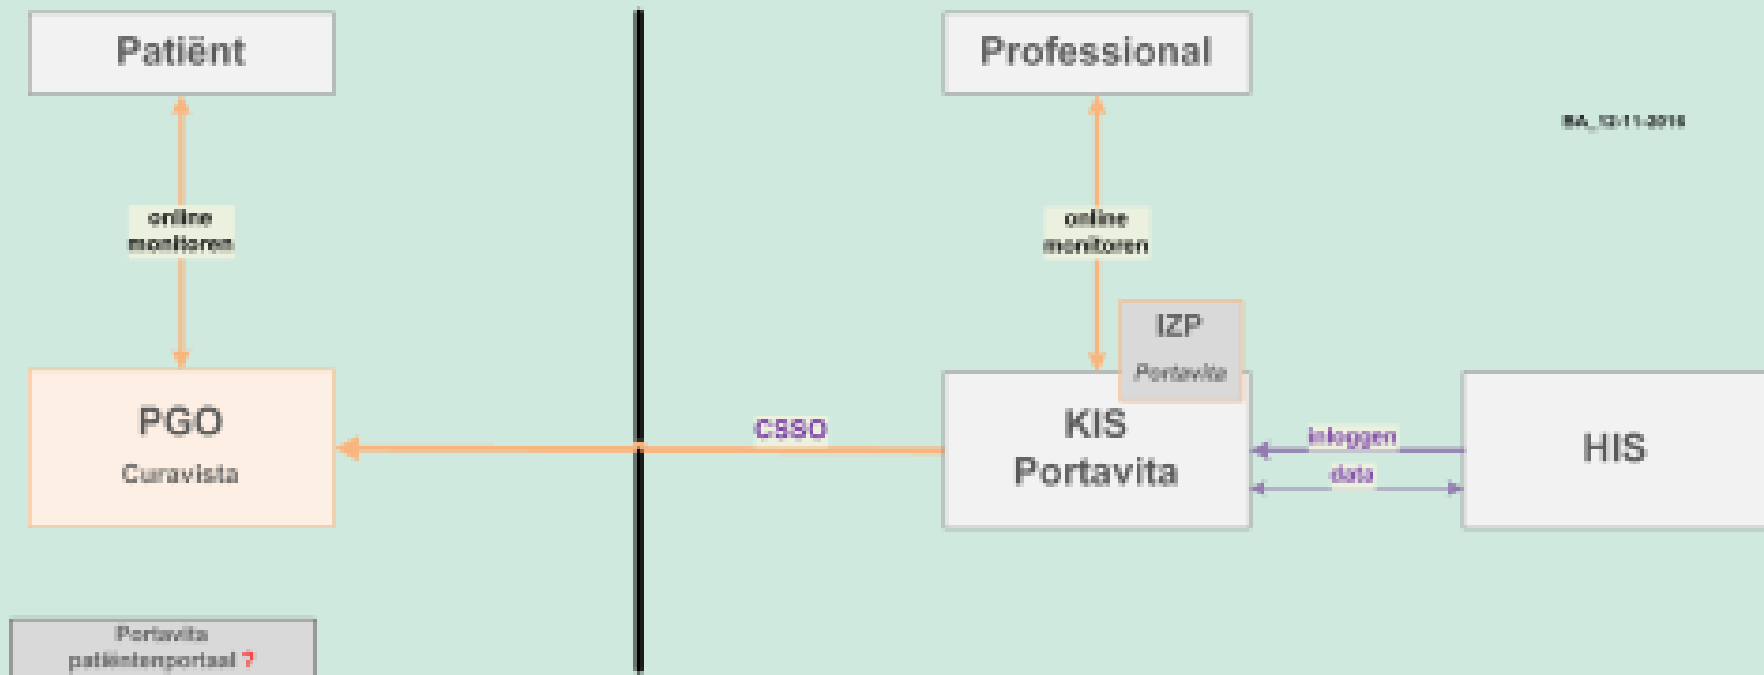 Patiënt
Professional
online
monitoren
online
monitoren
IZP
Portavita
PGO
Curavista
CSSO
KIS
Portavita
inloggen
data
HIS
Portavita
patiëntenportaal ?